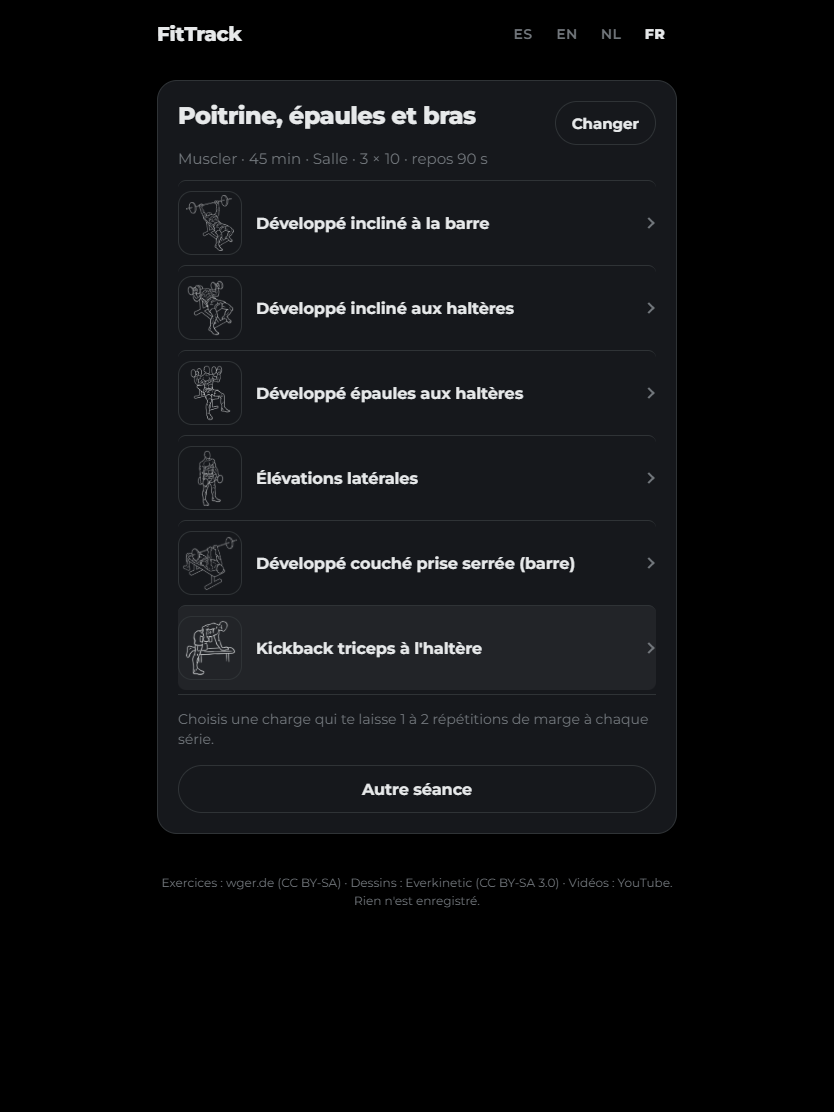 FitTrack
ES EN NL FR
Poitrine, épaules et bras
Changer
Muscler · 45 min · Salle · 3 × 10 · repos 90 s
Développé incliné à la barre
Développé incliné aux haltères
Développé épaules aux haltères
Élévations latérales
Développé couché prise serrée (barre)
Kickback triceps à l'haltère
Choisis une charge qui te laisse 1 à 2 répétitions de marge à chaque
série.
Autre séance
Exercices : wger.de (CC BY-SA) · Dessins : Everkinetic (CC BY-SA 3.0) · Vidéos : YouTube.
Rien n'est enregistré.